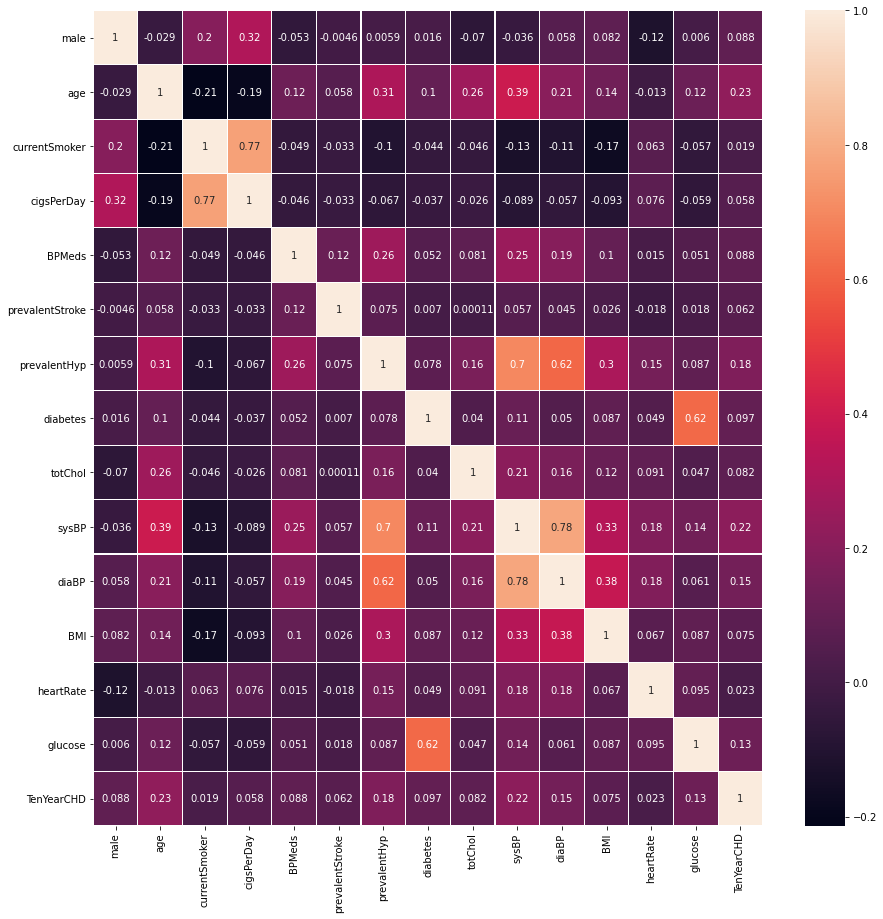 male 1 -0.029 0.2 0.32 -0.053 -0.0046 0.0059 0.016 -0.07 -0.036 0.058 0.082 -0.12 0.006 0.088
age -0.029 1 -0.21 -0.19 0.12 0.058 0.31 0.1 0.26 0.39 0.21 0.14 -0.013 0.12 0.23
currentSmoker 0.2 -0.21 1 0.77 -0.049 -0.033 -0.1 -0.044 -0.046 -0.13 -0.11 -0.17 0.063 -0.057 0.019
cigsPerDay 0.32 -0.19 0.77 1 -0.046 -0.033 -0.067 -0.037 -0.026 -0.089 -0.057 -0.093 0.076 -0.059 0.058
BPMeds -0.053 0.12 -0.049 -0.046 1 0.12 0.26 0.052 0.081 0.25 0.19 0.1 0.015 0.051 0.088
prevalentStroke -0.0046 0.058 -0.033 -0.033 0.12 1 0.075 0.007 0.00011 0.057 0.045 0.026 -0.018 0.018 0.062
prevalentHyp 0.0059 0.31 -0.1 -0.067 0.26 0.075 1 0.078 0.16 0.7 0.62 0.3 0.15 0.087 0.18
diabetes 0.016 0.1 -0.044 -0.037 0.052 0.007 0.078 1 0.04 0.11 0.05 0.087 0.049 0.62 0.097
totChol -0.07 0.26 -0.046 -0.026 0.081 0.00011 0.16 0.04 1 0.21 0.16 0.12 0.091 0.047 0.082
sysBP -0.036 0.39 -0.13 -0.089 0.25 0.057 0.7 0.11 0.21 1 0.78 0.33 0.18 0.14 0.22
diaBP 0.058 0.21 -0.11 -0.057 0.19 0.045 0.62 0.05 0.16 0.78 1 0.38 0.18 0.061 0.15
BMI 0.082 0.14 -0.17 -0.093 0.1 0.026 0.3 0.087 0.12 0.33 0.38 1 0.067 0.087 0.075
heartRate -0.12 -0.013 0.063 0.076 0.015 -0.018 0.15 0.049 0.091 0.18 0.18 0.067 1 0.095 0.023
glucose 0.006 0.12 -0.057 -0.059 0.051 0.018 0.087 0.62 0.047 0.14 0.061 0.087 0.095 1 0.13
TenYearCHD 0.088 0.23 0.019 0.058 0.088 0.062 0.18 0.097 0.082 0.22 0.15 0.075 0.023 0.13 1
male age currentSmoker cigsPerDay BPMeds prevalentStroke prevalentHyp diabetes totChol sysBP diaBP BMI heartRate glucose TenYearCHD
1.0
0.8
0.6
0.4
0.2
0.0
−0.2